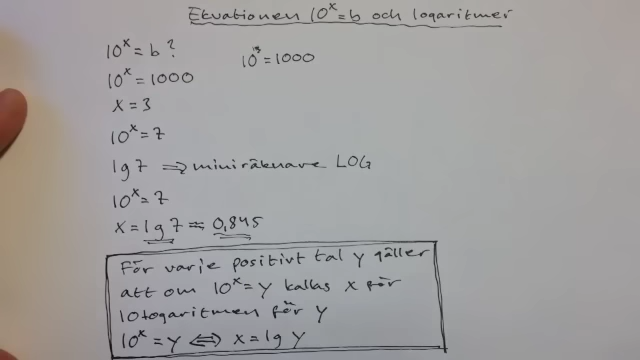 Ekvationen 10^x = b och logaritmer
10^x = b ?
10^x = 1000
10^3 = 1000
x = 3
10^x = 7
lg 7 => miniräknare LOG
10^x = 7
x = lg 7 ≈ 0,845
För varje positivt tal y gäller
att om 10^x = y kallas x för
10logaritmen för y
10^x = y <=> x = lg y